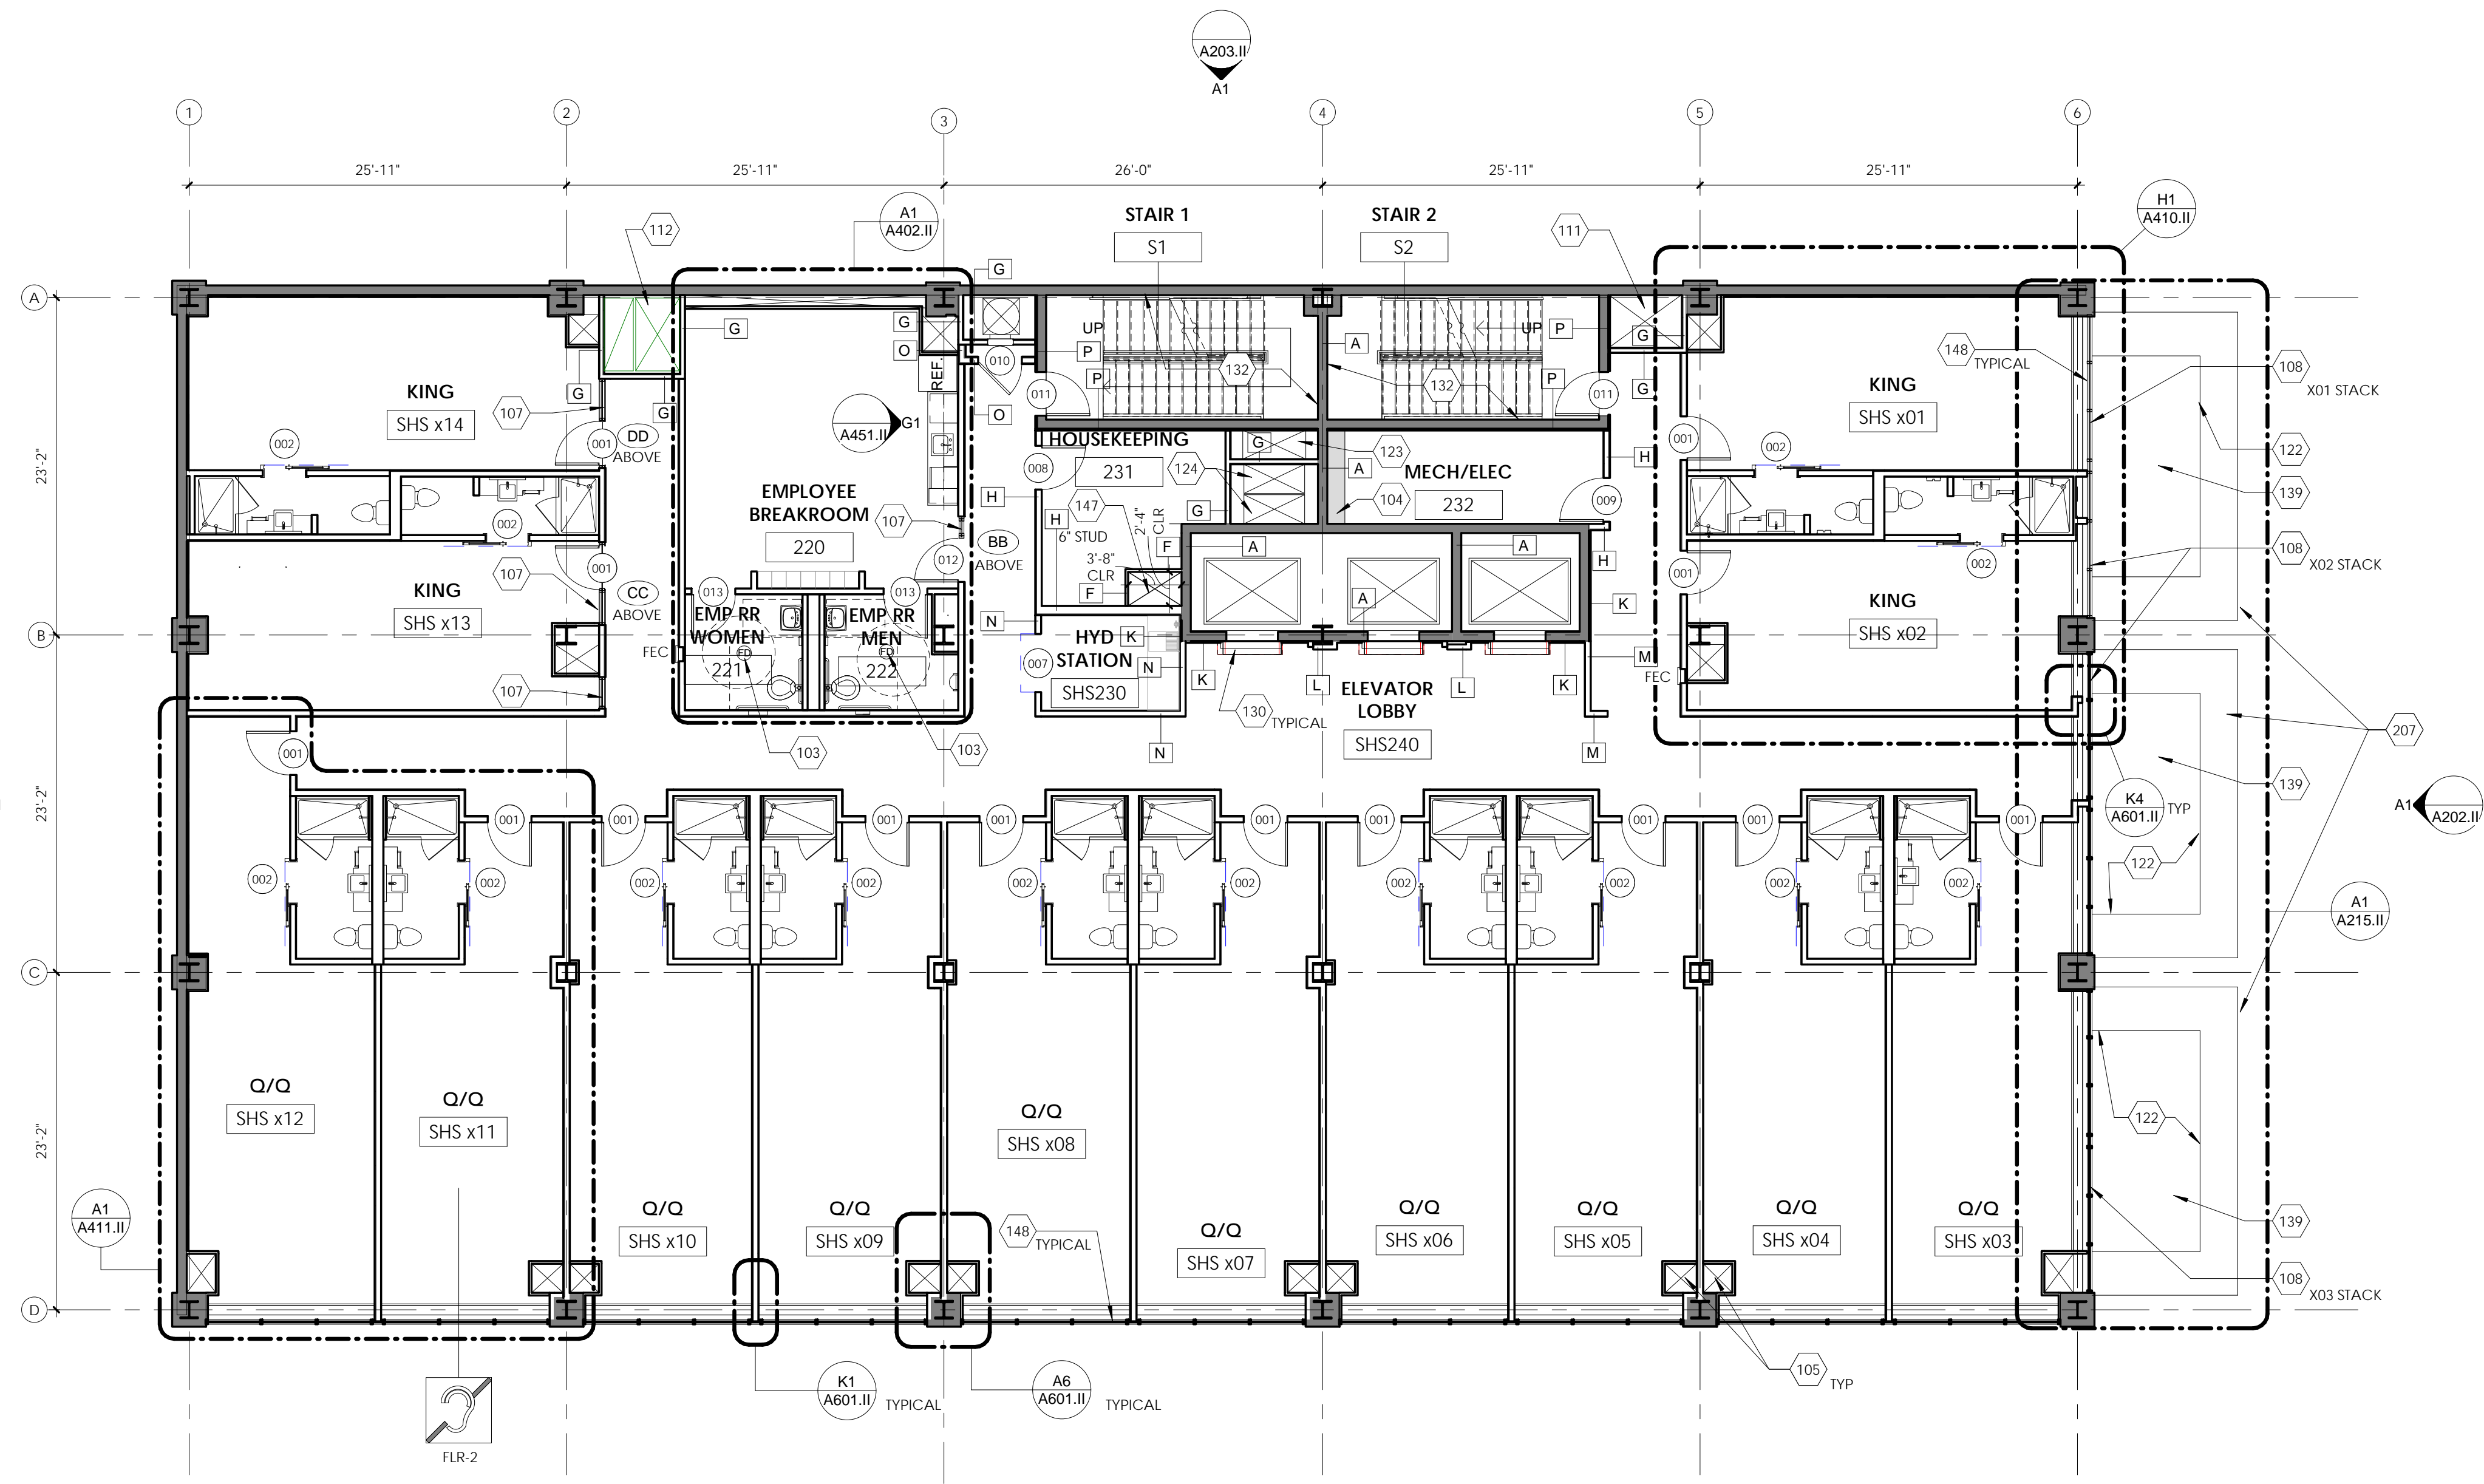 A203.II
A1
1
2
3
4
5
6
25'-11"
25'-11"
26'-0"
25'-11"
25'-11"
H1
A410.II
A1
A402.II
112
STAIR 1
S1
STAIR 2
S2
111
G
A
G
G
UP
UP
P
G
O
P
A
148
TYPICAL
108
X01 STACK
010
REF.
132
132
P
P
G
G
KING
SHS x14
107
G
011
011
G
KING
SHS x01
A451.II
G1
O
002
001
DD
ABOVE
HOUSEKEEPING
231
008
G
123
124
A
MECH/ELEC
232
H
001
002
122
23'-2"
EMPLOYEE
BREAKROOM
220
107
H
147
H
6" STUD
2'-4"
CLR
G
104
009
139
002
012
BB
ABOVE
F
A
A
H
108
X02 STACK
107
001
3'-8"
CLR
F
001
002
CC
ABOVE
KING
SHS x13
013
013
A
K
KING
SHS x02
B
EMP RR
WOMEN
221
EMP RR
MEN
222
FD
FD
FEC
N
HYD
STATION
SHS230
007
K
N
K
L
L
K
M
FEC
107
ELEVATOR
LOBBY
SHS240
130
TYPICAL
103
103
N
M
207
001
23'-2"
139
K4
A601.II
TYP
A1
A202.II
001
001
001
001
001
001
001
001
001
122
002
002
002
002
002
002
002
002
002
002
A1
A215.II
C
Q/Q
SHS x12
Q/Q
SHS x11
Q/Q
SHS x08
122
23'-2"
A1
A411.II
Q/Q
SHS x10
Q/Q
SHS x09
148
TYPICAL
Q/Q
SHS x07
Q/Q
SHS x06
Q/Q
SHS x05
Q/Q
SHS x04
Q/Q
SHS x03
139
108
X03 STACK
D
K1
A601.II
TYPICAL
A6
A601.II
TYPICAL
105
TYP
FLR-2